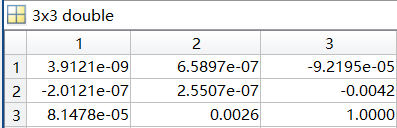 3x3 double
1 2 3
1 3.9121e-09 6.5897e-07 -9.2195e-05
2 -2.0121e-07 2.5507e-07 -0.0042
3 8.1478e-05 0.0026 1.0000